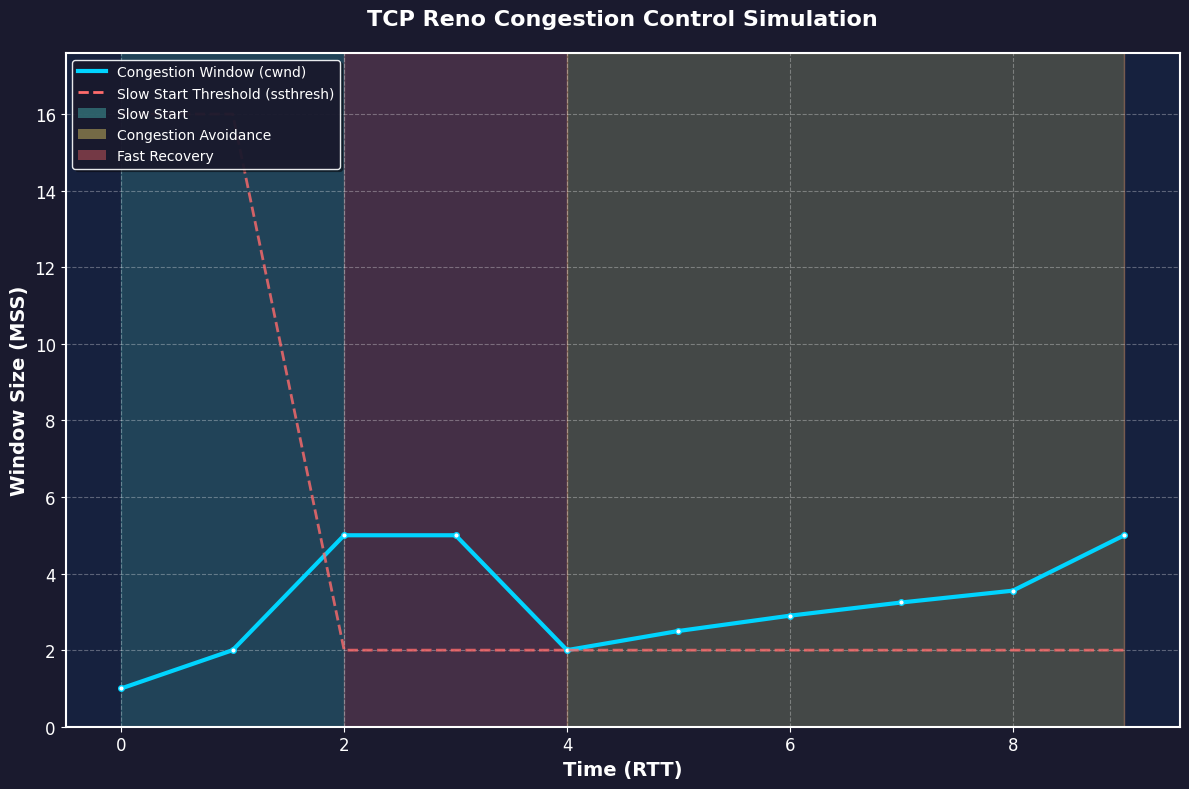 TCP Reno Congestion Control Simulation
Congestion Window (cwnd)
Slow Start Threshold (ssthresh)
Slow Start
Congestion Avoidance
Fast Recovery
Window Size (MSS)
16
14
12
10
8
6
4
2
0
0 2 4 6 8
Time (RTT)